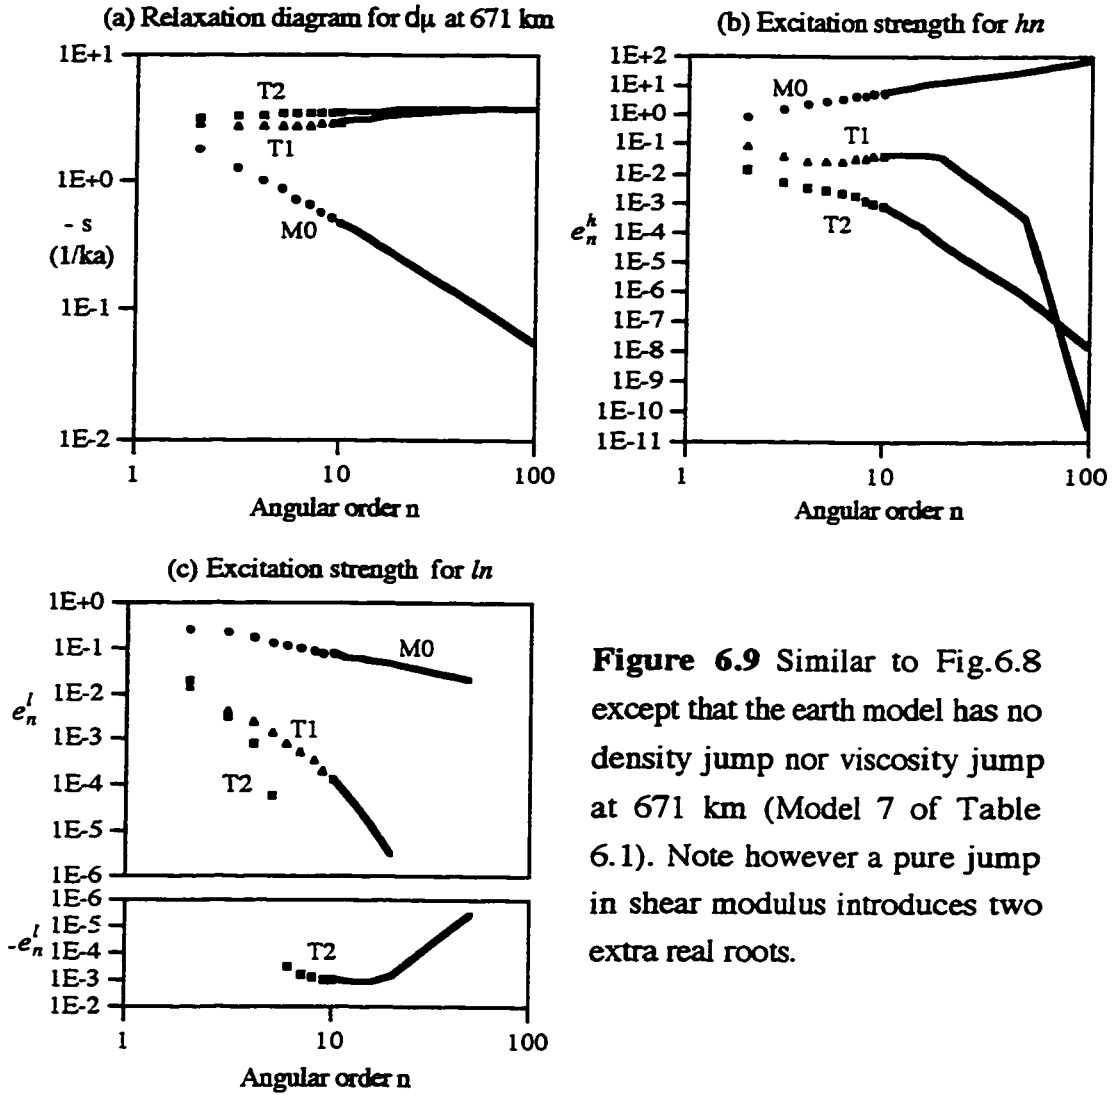 (a) Relaxation diagram for dμ at 671 km
1E+1
1E+0
- s
(1/ka)
1E-1
1E-2
T2
T1
M0
1
10
100
Angular order n
(b) Excitation strength for hn
1E+2
1E+1
1E+0
1E-1
1E-2
1E-3
e_n^h 1E-4
1E-5
1E-6
1E-7
1E-8
1E-9
1E-10
1E-11
M0
T1
T2
1
10
100
Angular order n
(c) Excitation strength for ln
1E+0
1E-1
1E-2
e_n^l
1E-3
1E-4
1E-5
1E-6
M0
T1
T2
1E-6
1E-5
-e_n^l 1E-4
1E-3
1E-2
T2
1
10
100
Angular order n
Figure 6.9 Similar to Fig.6.8
except that the earth model has no
density jump nor viscosity jump
at 671 km (Model 7 of Table
6.1). Note however a pure jump
in shear modulus introduces two
extra real roots.